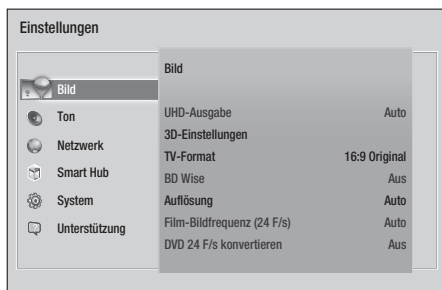 Einstellungen
Bild
Ton
Netzwerk
Smart Hub
System
Unterstützung
Bild
UHD-Ausgabe Auto
3D-Einstellungen
TV-Format 16:9 Original
BD Wise Aus
Auflösung Auto
Film-Bildfrequenz (24 F/s) Auto
DVD 24 F/s konvertieren Aus